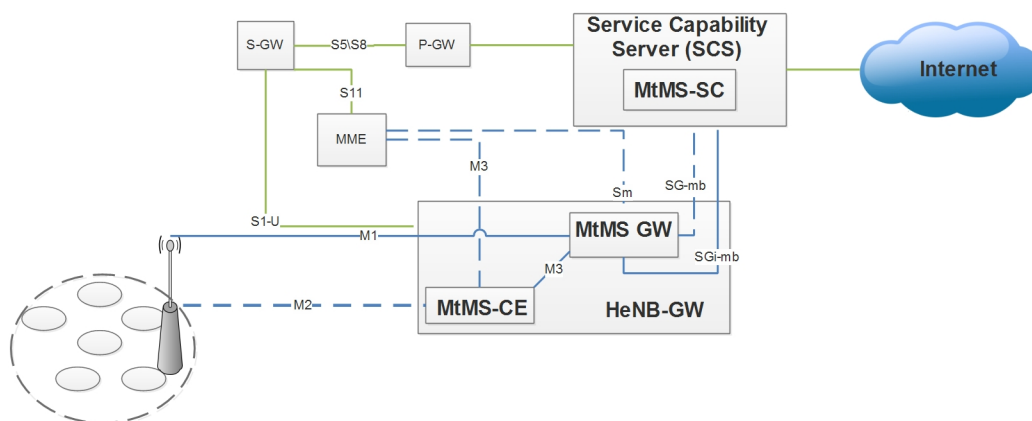 S-GW
S5\S8
P-GW
Service Capability
Server (SCS)
MtMS-SC
Internet
S11
MME
M3
Sm
SG-mb
S1-U
M1
MtMS GW
SGi-mb
M3
M2
MtMS-CE
HeNB-GW